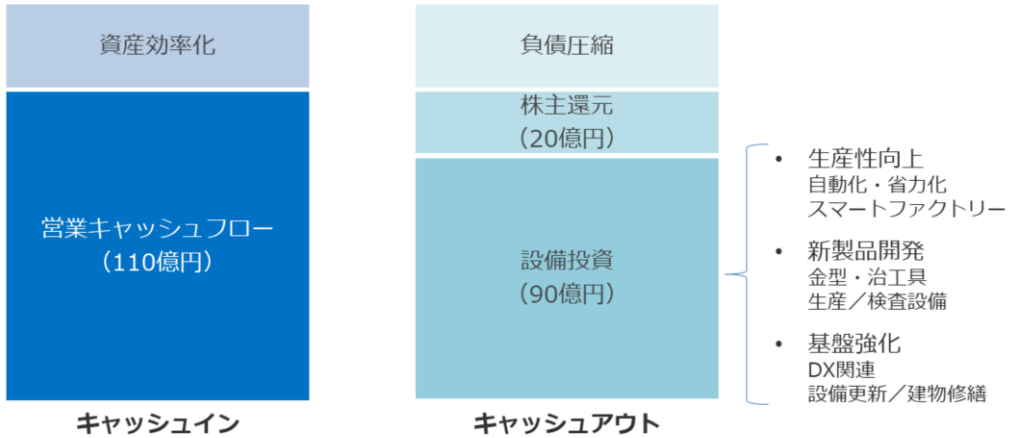 資産効率化
営業キャッシュフロー
（110億円）
キャッシュイン
負債圧縮
株主還元
（20億円）
設備投資
（90億円）
キャッシュアウト
• 生産性向上
自動化・省力化
スマートファクトリー
• 新製品開発
金型・治工具
生産／検査設備
• 基盤強化
DX関連
設備更新／建物修繕